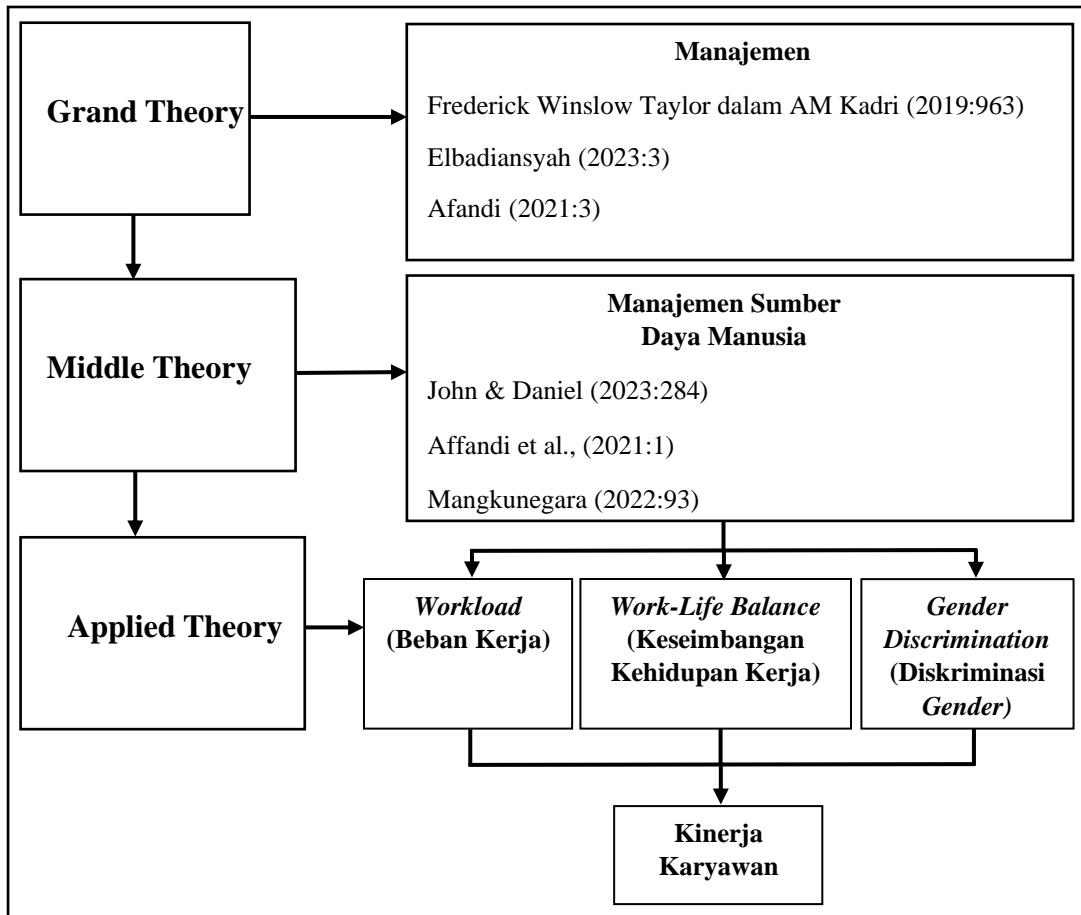 Grand Theory
Manajemen
Frederick Winslow Taylor dalam AM Kadri (2019:963)
Elbadiansyah (2023:3)
Afandi (2021:3)
Middle Theory
Manajemen Sumber
Daya Manusia
John & Daniel (2023:284)
Affandi et al., (2021:1)
Mangkunegara (2022:93)
Applied Theory
Workload
(Beban Kerja)
Work-Life Balance
(Keseimbangan
Kehidupan Kerja)
Gender
Discrimination
(Diskriminasi
Gender)
Kinerja
Karyawan